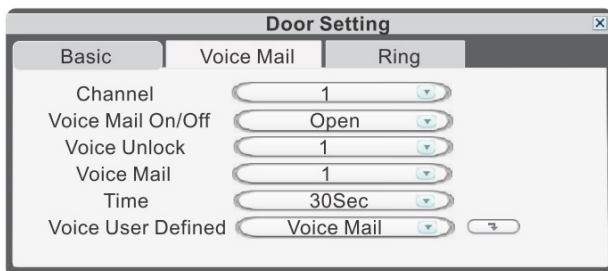 Door Setting
Basic Voice Mail Ring
Channel 1
Voice Mail On/Off Open
Voice Unlock 1
Voice Mail 1
Time 30Sec
Voice User Defined Voice Mail